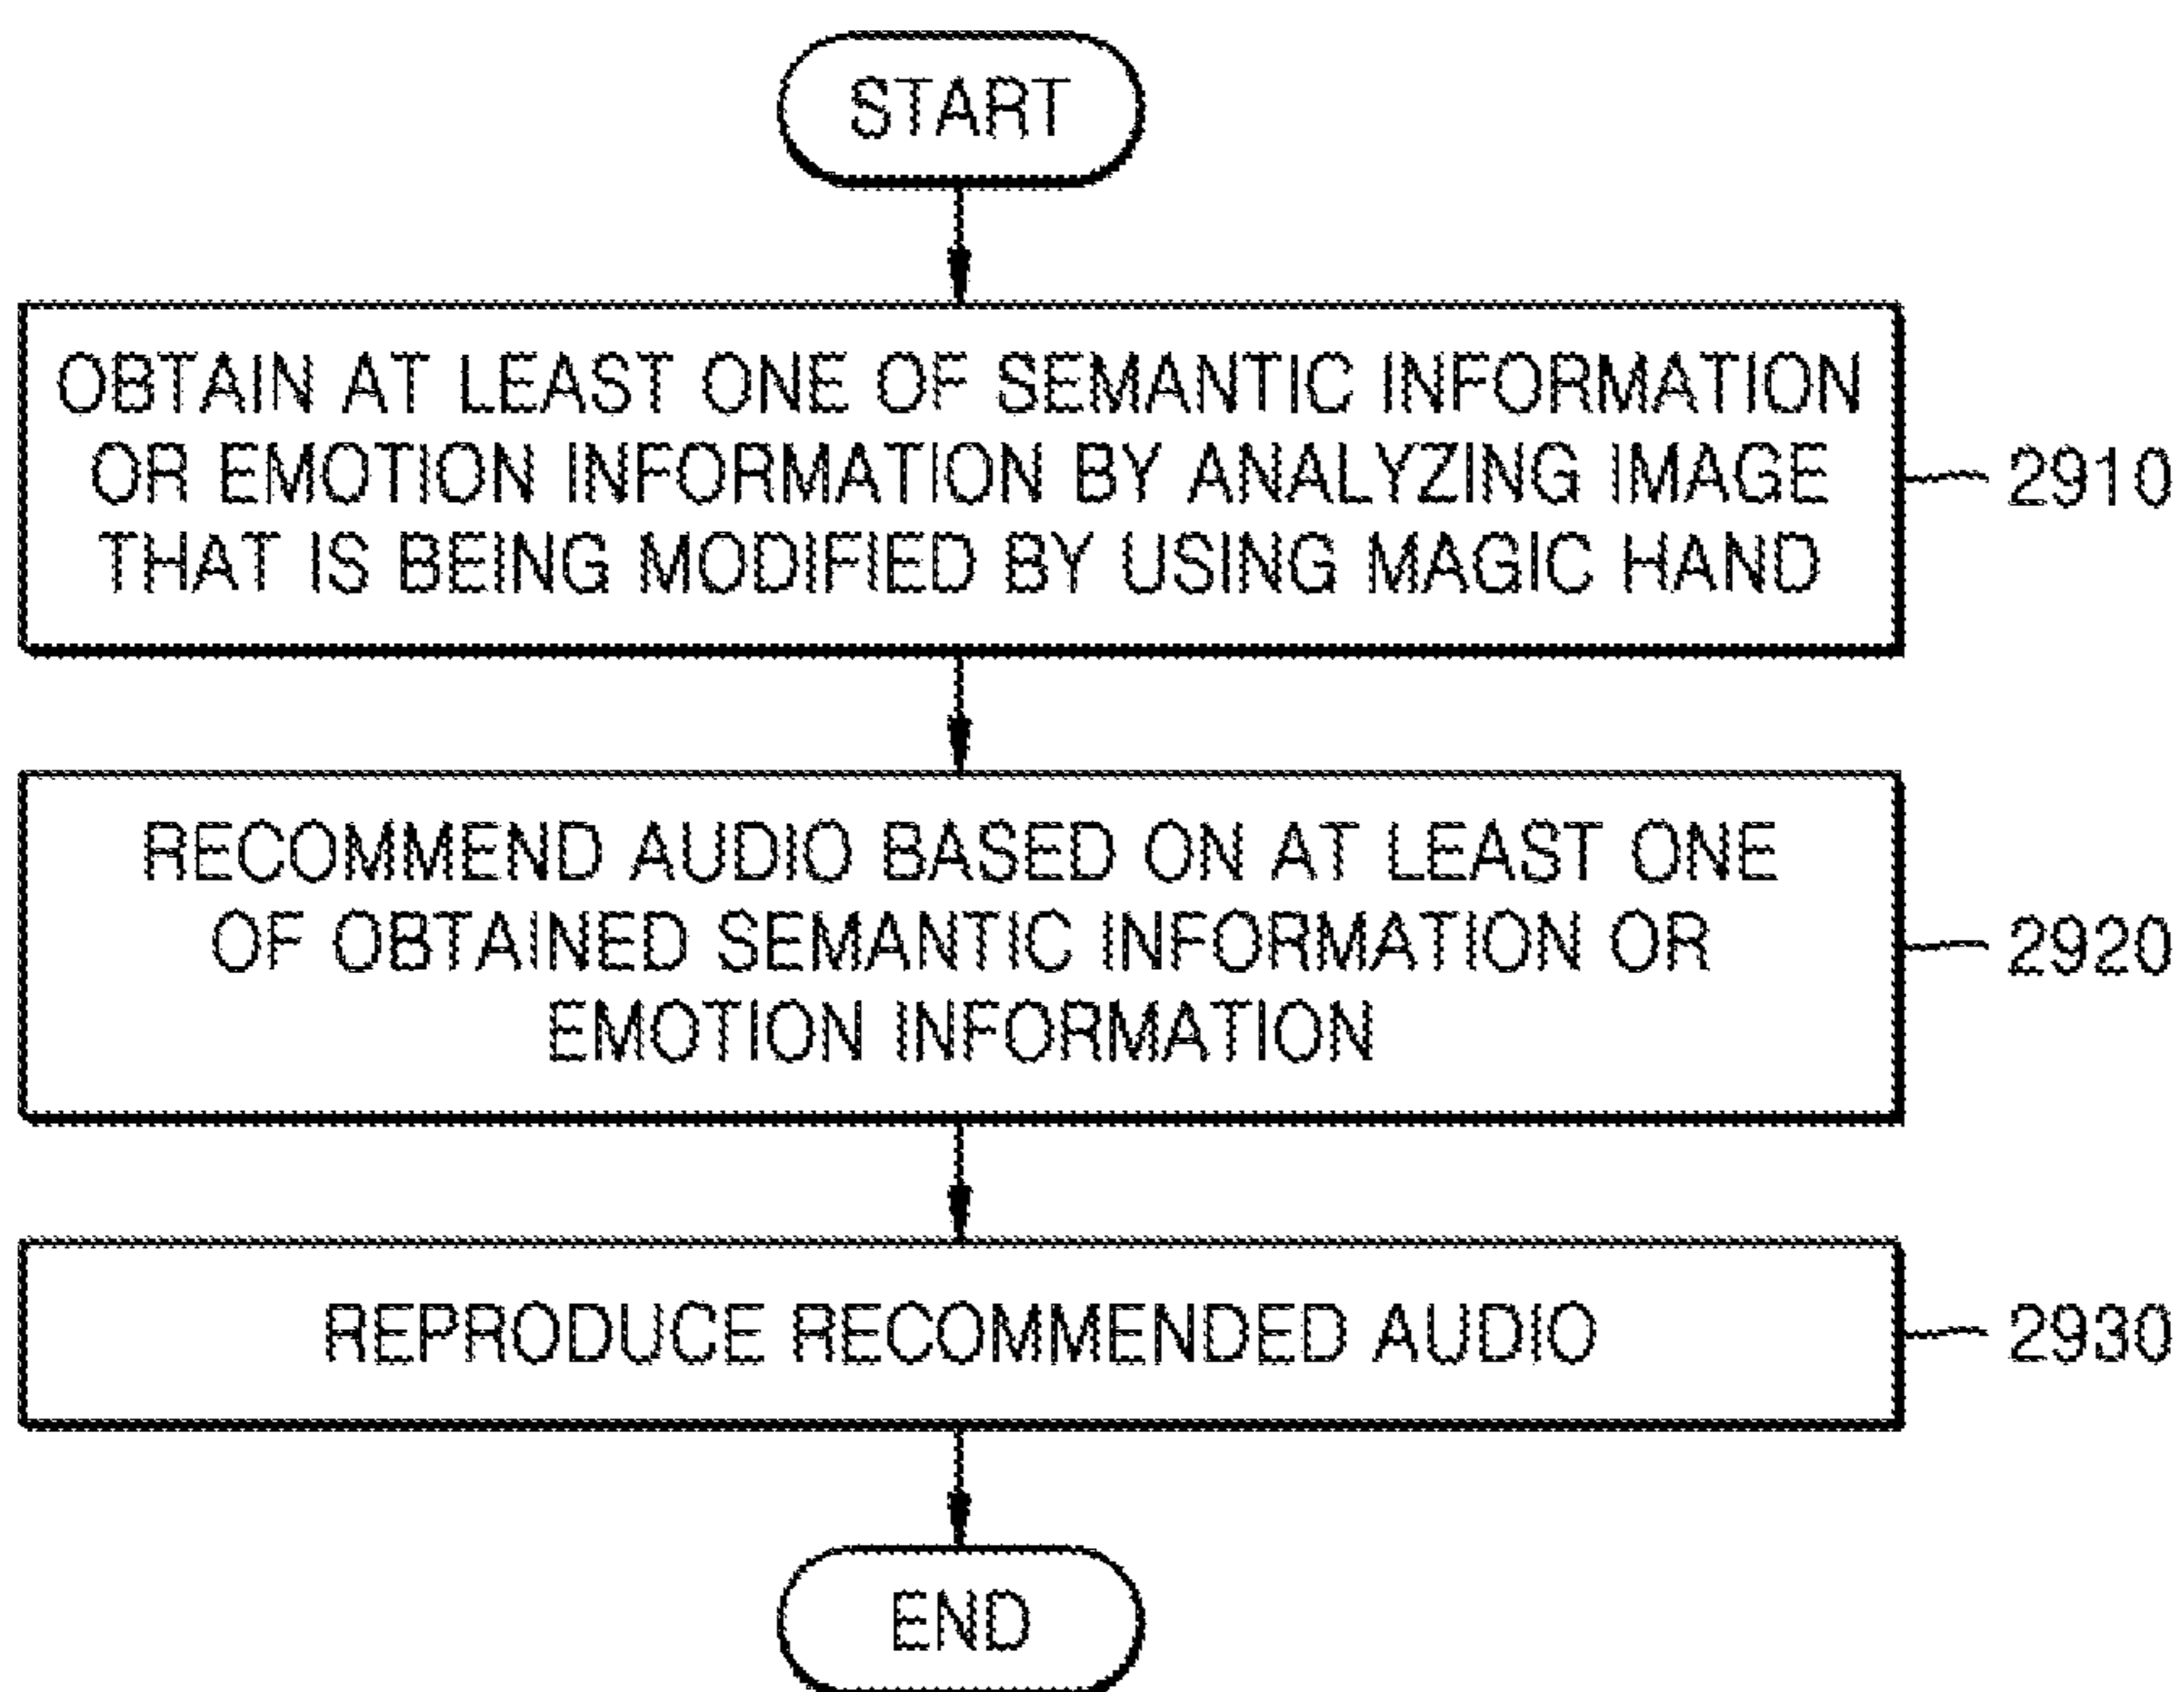 START
OBTAIN AT LEAST ONE OF SEMANTIC INFORMATION
OR EMOTION INFORMATION BY ANALYZING IMAGE
THAT IS BEING MODIFIED BY USING MAGIC HAND
2910
RECOMMEND AUDIO BASED ON AT LEAST ONE
OF OBTAINED SEMANTIC INFORMATION OR
EMOTION INFORMATION
2920
REPRODUCE RECOMMENDED AUDIO
2930
END